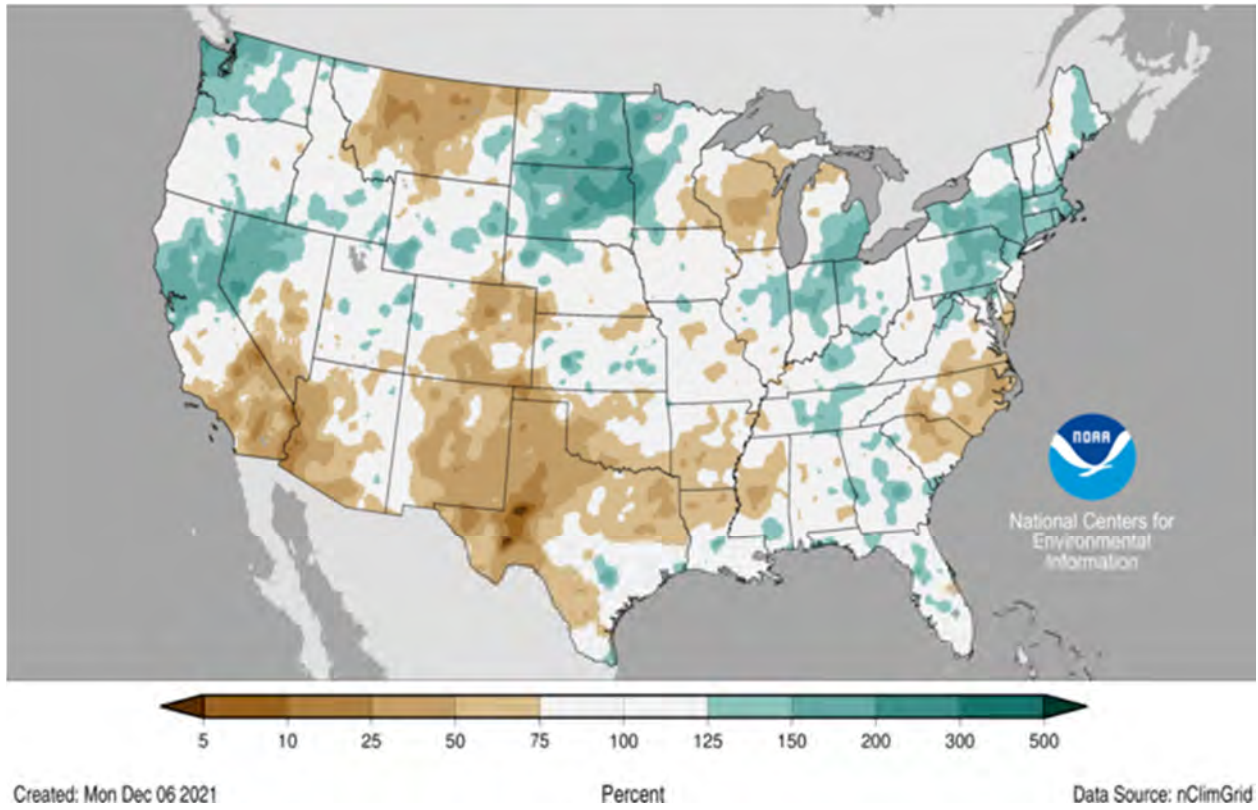 NOAA
National Centers for
Environmental
Information
5 10 25 50 75 100 125 150 200 300 500
Created: Mon Dec 06 2021 Percent Data Source: nClimGrid